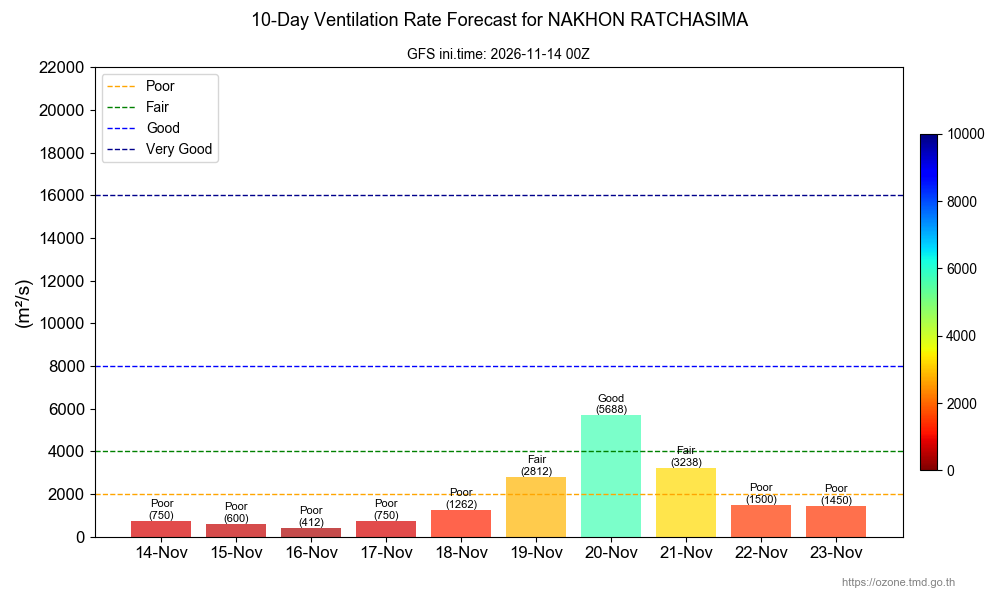 10-Day Ventilation Rate Forecast for NAKHON RATCHASIMA
GFS ini.time: 2026-11-14 00Z
(m²/s)
22000
20000
18000
16000
14000
12000
10000
8000
6000
4000
2000
0
Poor
Fair
Good
Very Good
Poor
(750)
Poor
(600)
Poor
(412)
Poor
(750)
Poor
(1262)
Fair
(2812)
Good
(5688)
Fair
(3238)
Poor
(1500)
Poor
(1450)
14-Nov 15-Nov 16-Nov 17-Nov 18-Nov 19-Nov 20-Nov 21-Nov 22-Nov 23-Nov
10000
8000
6000
4000
2000
0
https://ozone.tmd.go.th